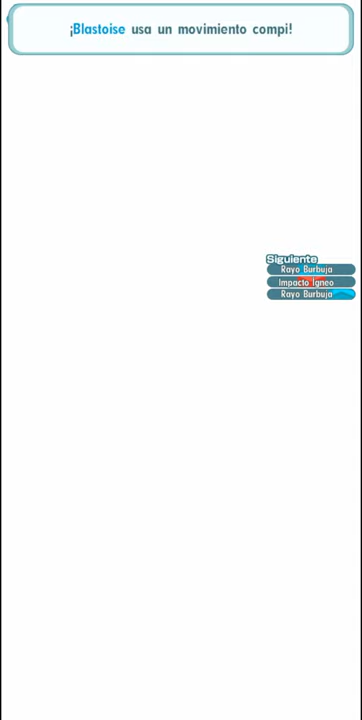 ¡Blastoise usa un movimiento compi!
Siguiente
Rayo Burbuja
Impacto Ígneo
Rayo Burbuja